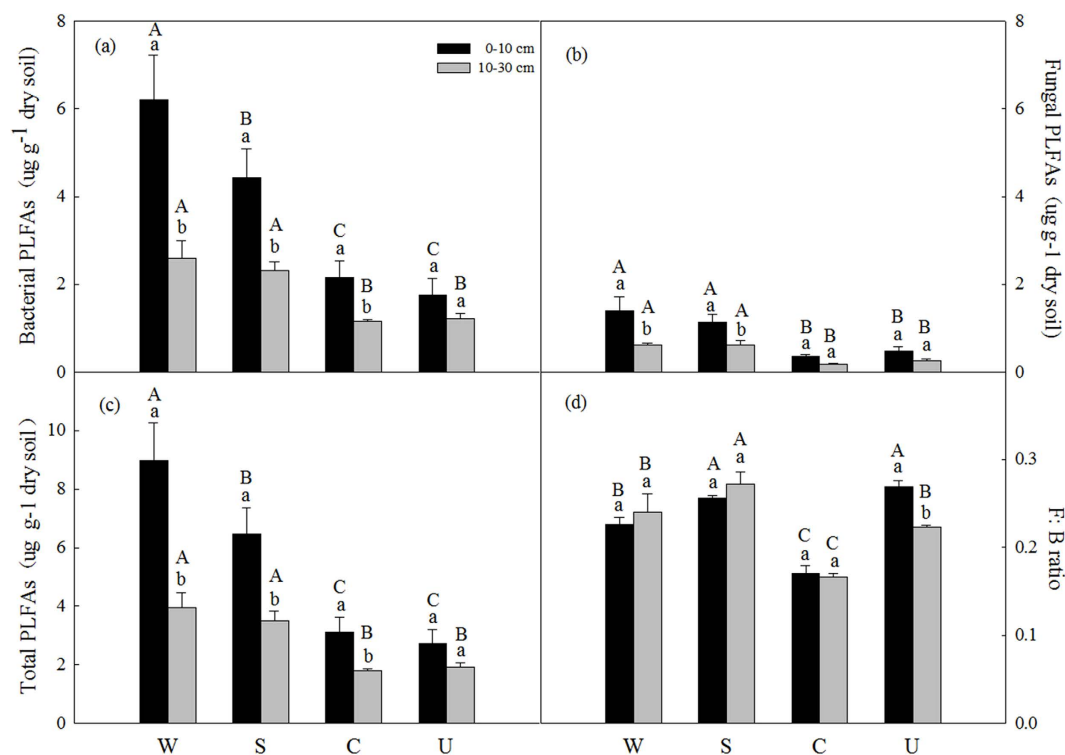 Bacterial PLFAs (ug g-1 dry soil)
8
6
4
2
0
(a)
0-10 cm
10-30 cm
A
a
A
b
B
a
A
b
C
a
B
b
C
a
B
a
(b)
A
a
A
b
A
a
A
b
B
a
B
a
B
a
B
a
8
6
4
2
0
Fungal PLFAs (ug g-1 dry soil)
Total PLFAs (ug g-1 dry soil)
10
8
6
4
2
0
(c)
A
a
A
b
B
a
A
b
C
a
B
b
C
a
B
a
W S C U
(d)
B
a
B
a
A
a
A
a
C
a
C
a
A
a
B
b
W S C U
0.3
0.2
0.1
0.0
F: B ratio